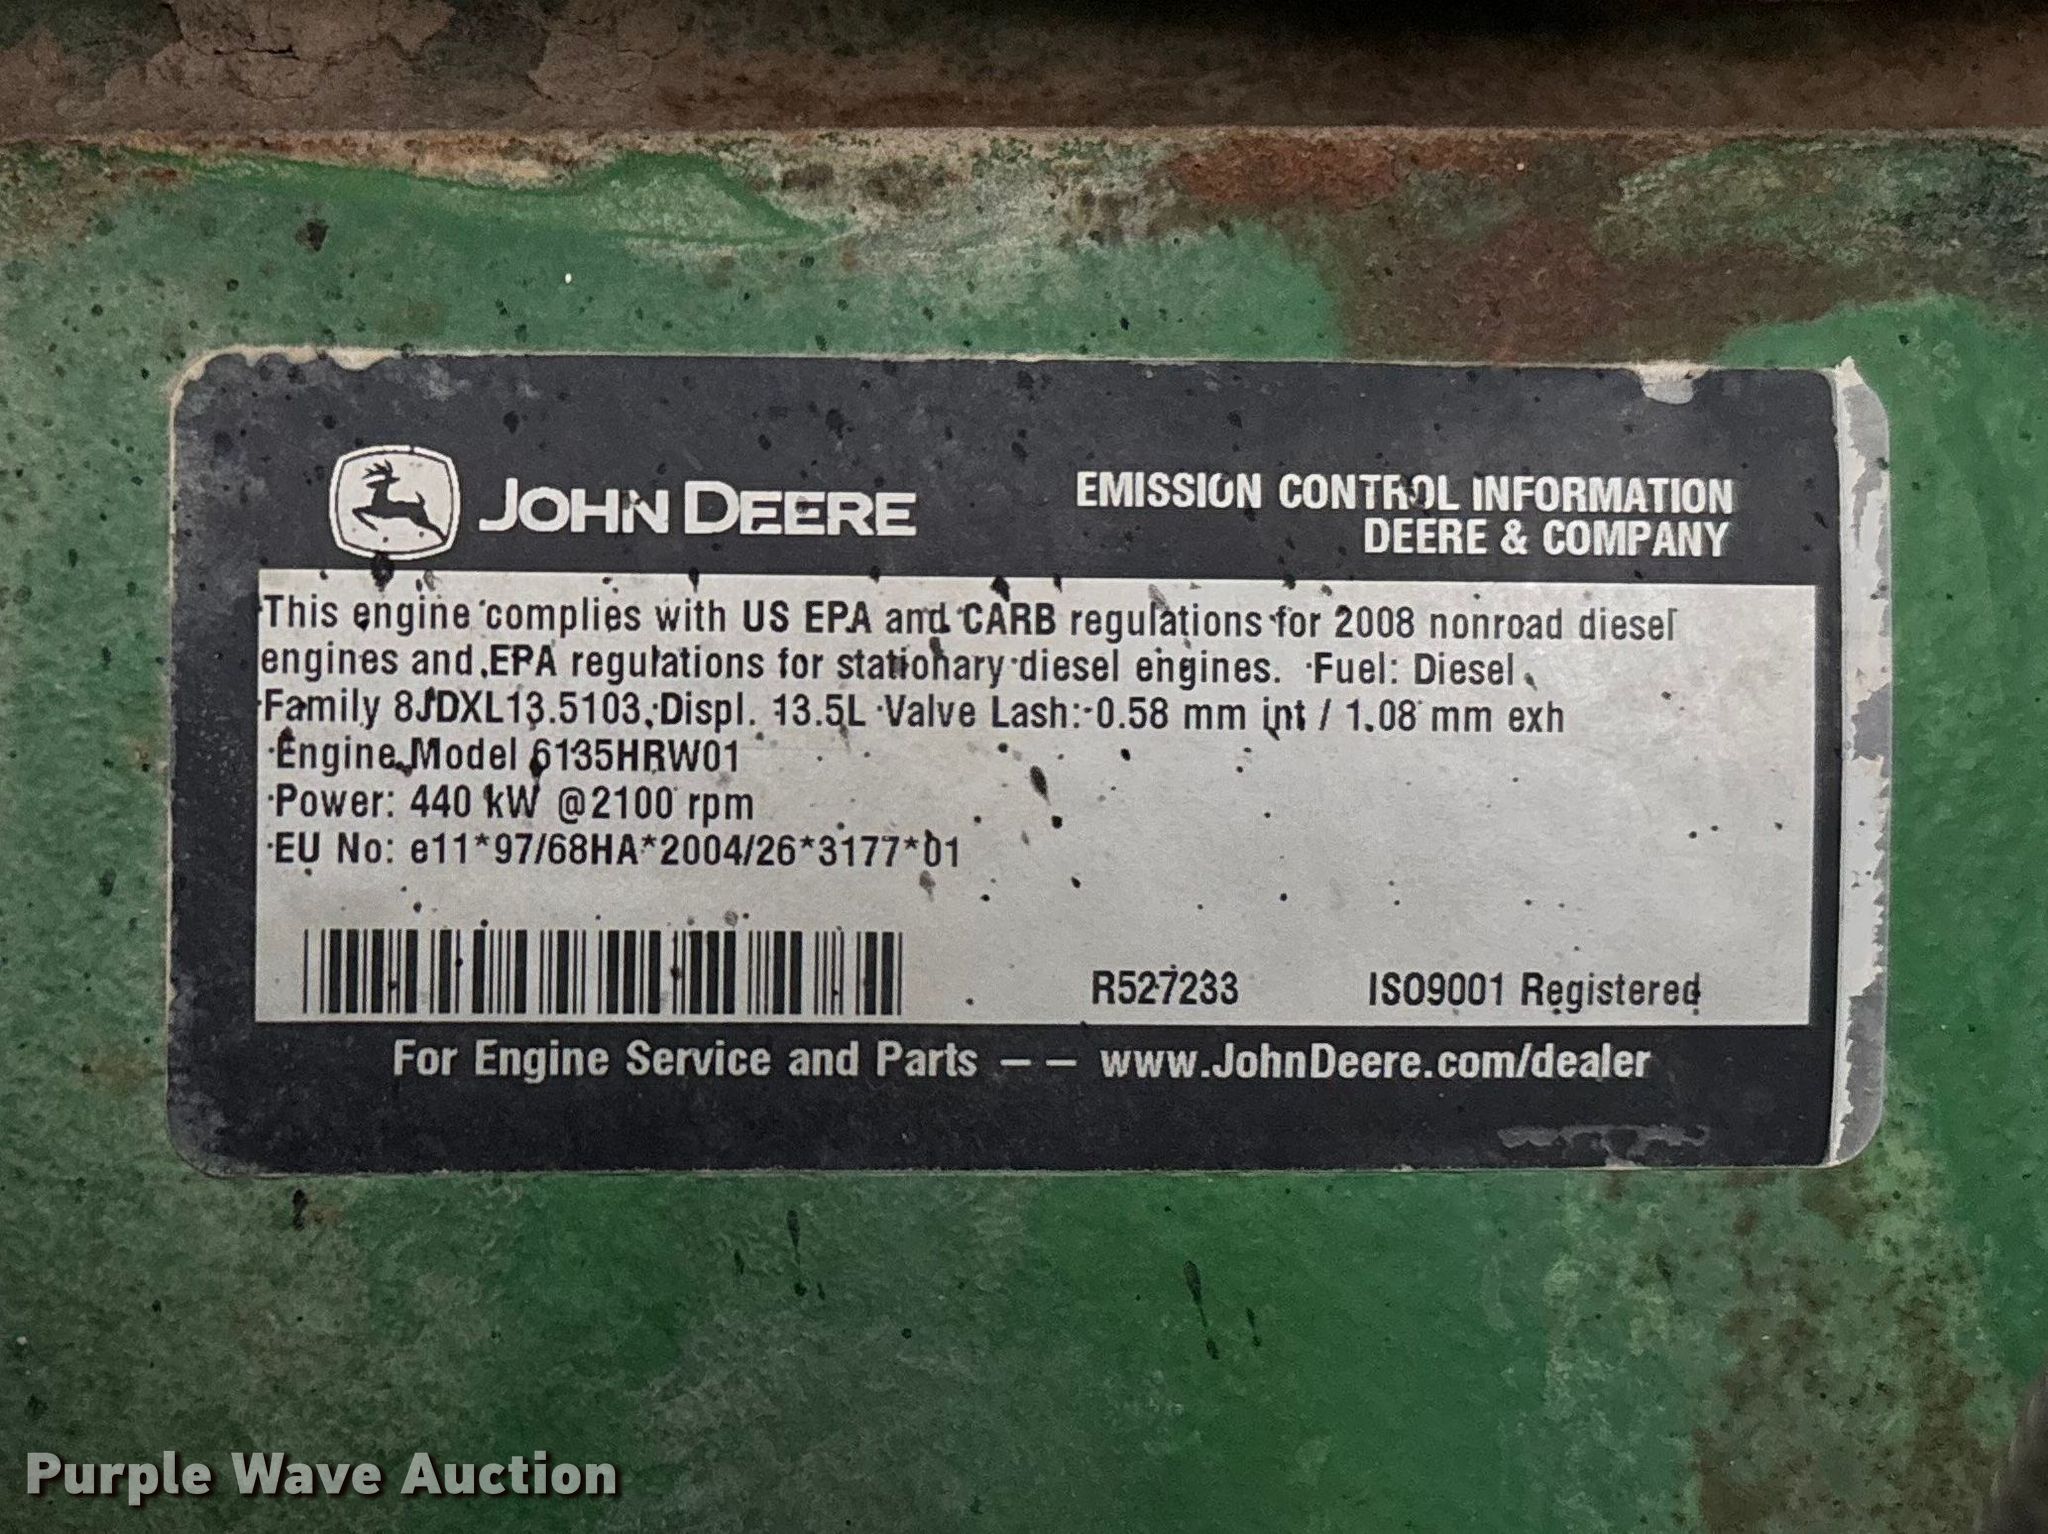 JOHN DEERE
EMISSION CONTROL INFORMATION
DEERE & COMPANY
This engine complies with US EPA and CARB regulations for 2008 nonroad diesel
engines and EPA regulations for stationary diesel engines. Fuel: Diesel
Family 8JDXL13.5103, Displ. 13.5L Valve Lash: 0.58 mm int / 1.08 mm exh
Engine Model 6135HRW01
Power: 440 kW @2100 rpm
EU No: e11*97/68HA*2004/26*3177*01
R527233 ISO9001 Registered
For Engine Service and Parts – – www.JohnDeere.com/dealer
Purple Wave Auction